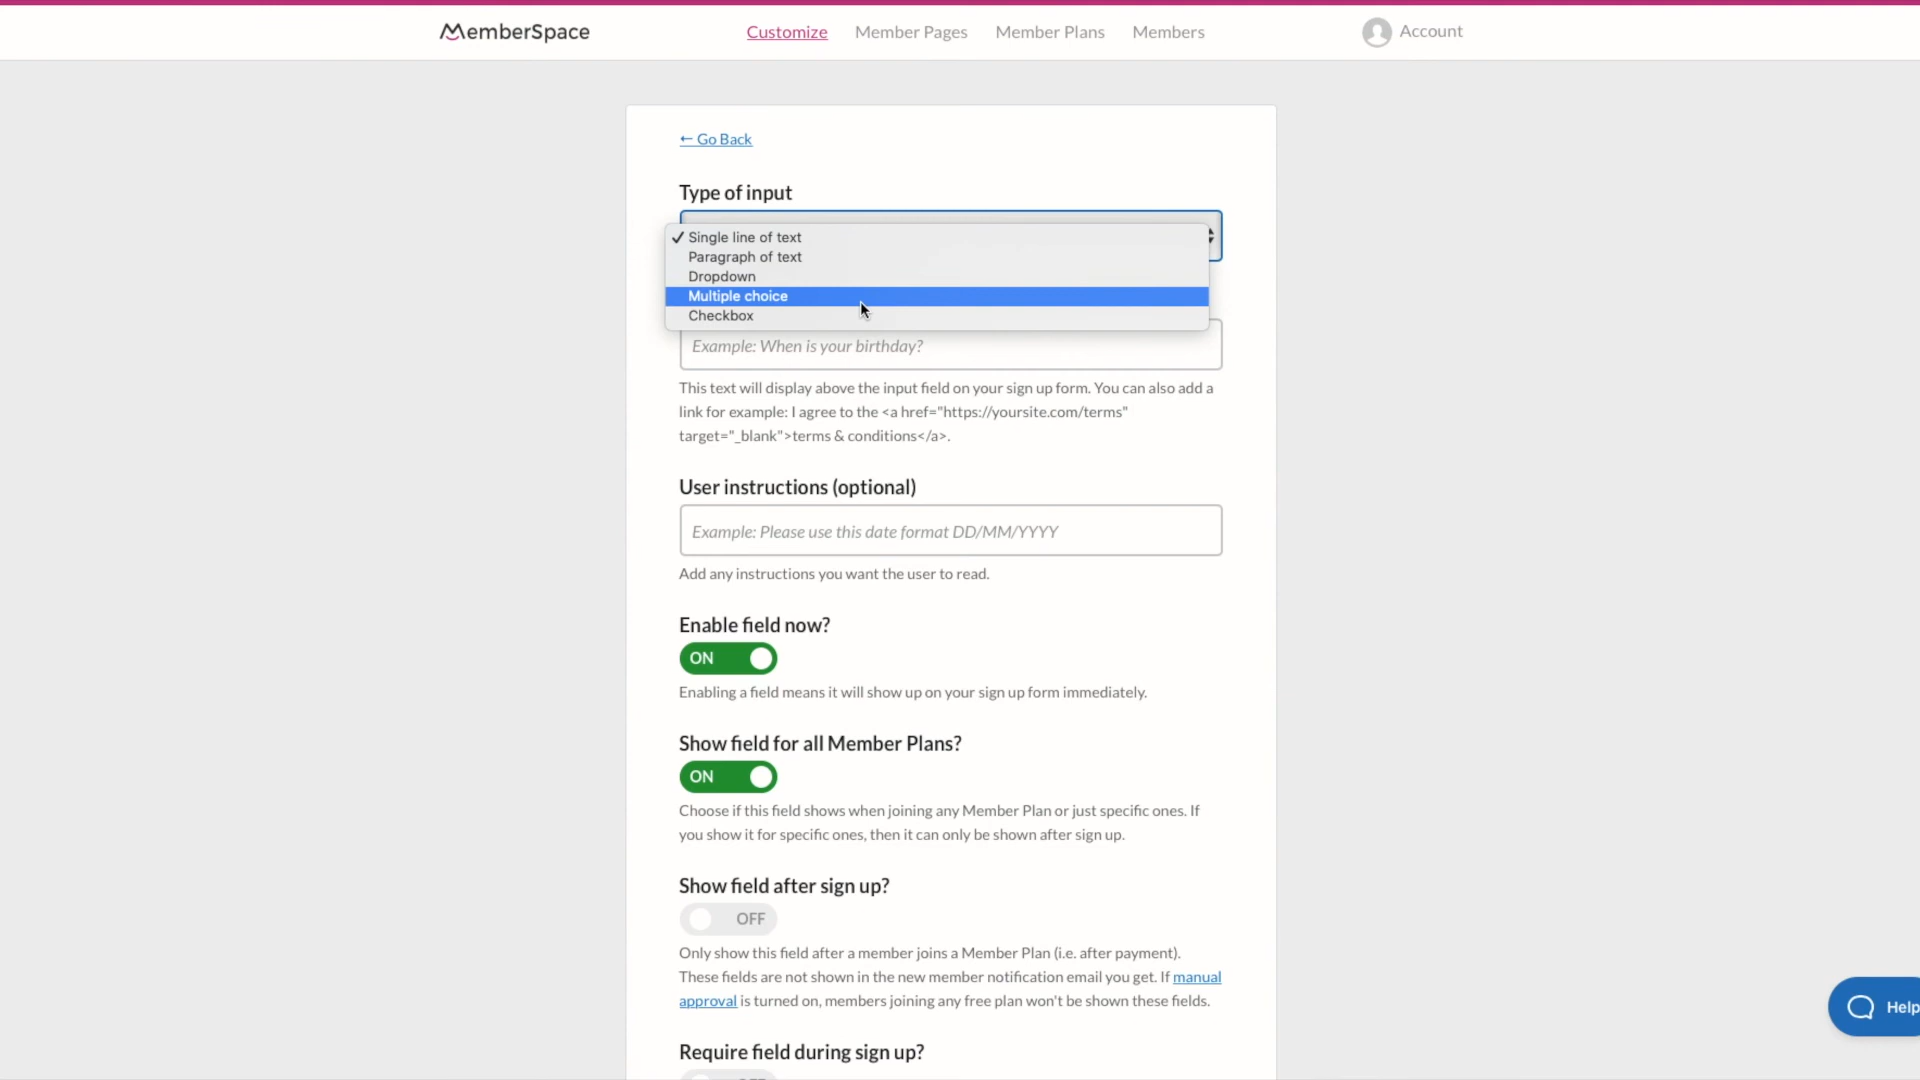 MemberSpace
Customize
Member Pages
Member Plans
Members
Account
← Go Back
Type of input
✓ Single line of text
Paragraph of text
Dropdown
Multiple choice
Checkbox
Example: When is your birthday?
This text will display above the input field on your sign up form. You can also add a
link for example: I agree to the <a href="https://yoursite.com/terms"
target="_blank">terms & conditions</a>.
User instructions (optional)
Example: Please use this date format DD/MM/YYYY
Add any instructions you want the user to read.
Enable field now?
ON
Enabling a field means it will show up on your sign up form immediately.
Show field for all Member Plans?
ON
Choose if this field shows when joining any Member Plan or just specific ones. If
you show it for specific ones, then it can only be shown after sign up.
Show field after sign up?
OFF
Only show this field after a member joins a Member Plan (i.e. after payment).
These fields are not shown in the new member notification email you get. If manual
approval is turned on, members joining any free plan won't be shown these fields.
Help
Require field during sign up?